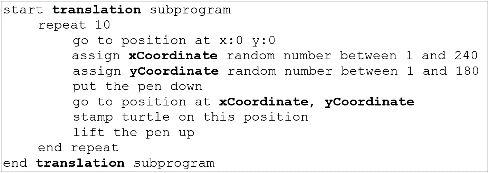 start translation subprogram
repeat 10
go to position at x:0 y:0
assign xCoordinate random number between 1 and 240
assign yCoordinate random number between 1 and 180
put the pen down
go to position at xCoordinate, yCoordinate
stamp turtle on this position
lift the pen up
end repeat
end translation subprogram